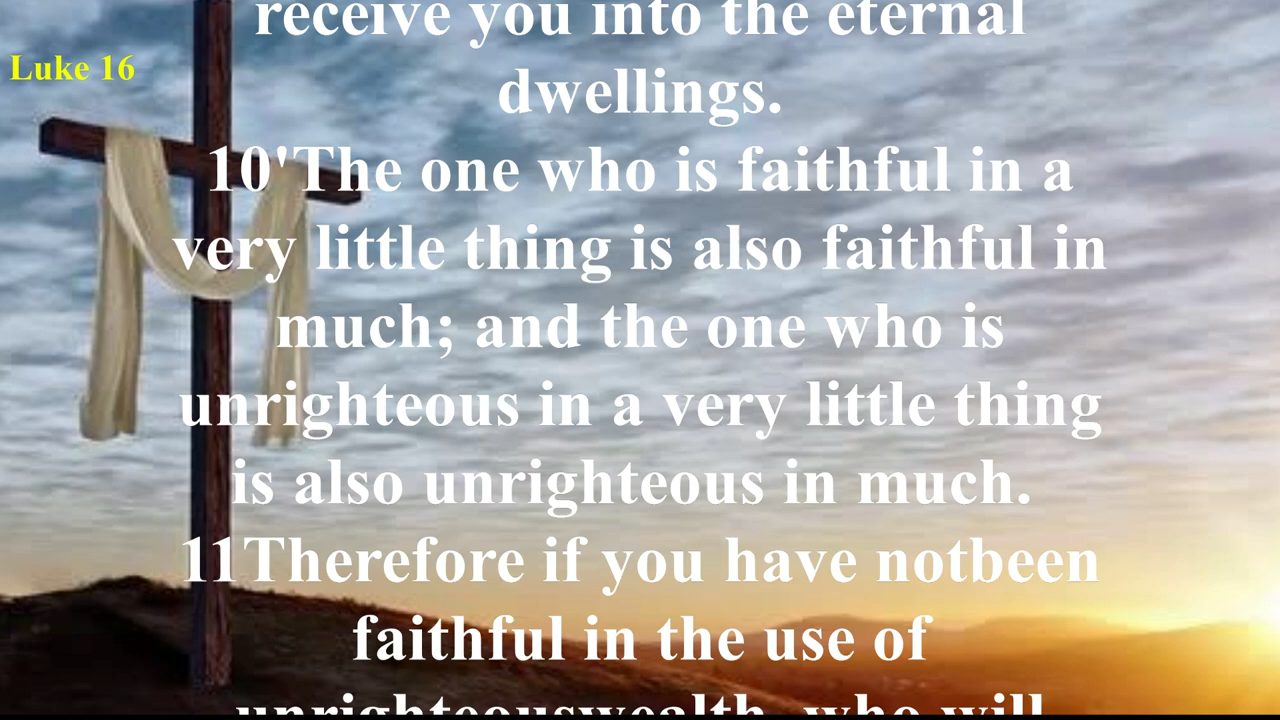 receive you into the eternal
Luke 16
dwellings.
10'The one who is faithful in a
very little thing is also faithful in
much; and the one who is
unrighteous in a very little thing
is also unrighteous in much.
11Therefore if you have notbeen
faithful in the use of
unrighteouswealth, who will